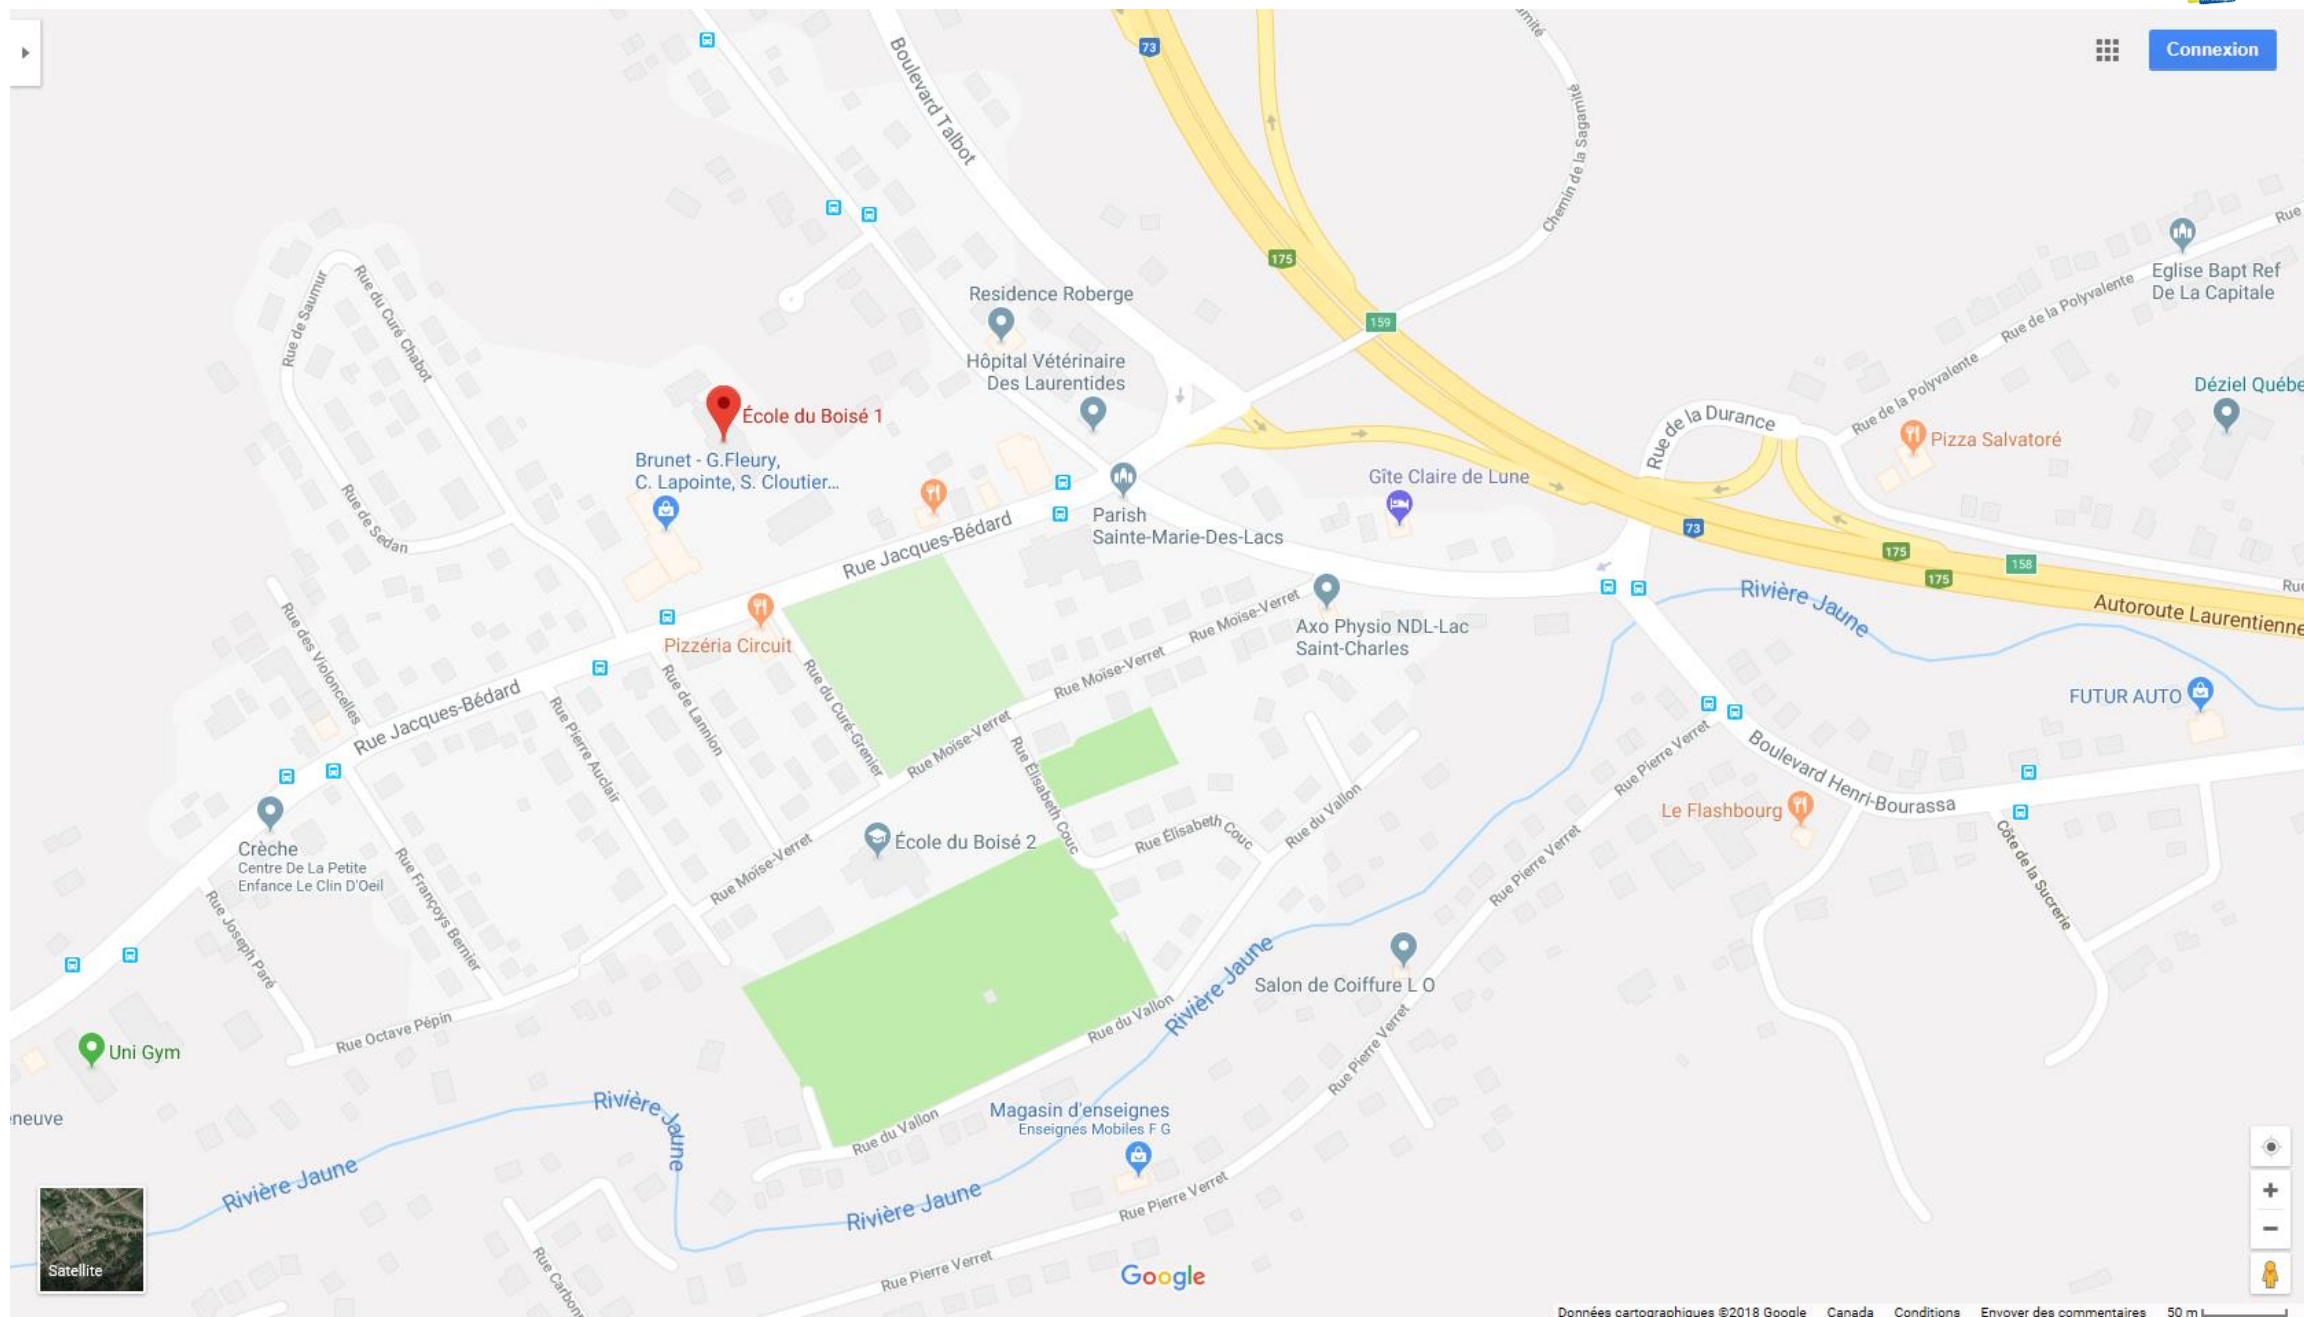 Connexion
73
Boulevard Talbot
Chemin de la Sagamité
Rue
Eglise Bapt Ref
De La Capitale
175
Rue de la Polyvalente
Residence Roberge
159
Rue de Saumur
Rue du Curé Chabot
Hôpital Vétérinaire
Des Laurentides
Rue de la Polyvalente
Déziel Québe
École du Boisé 1
Rue de la Durance
Pizza Salvatoré
Brunet - G.Fleury,
C. Lapointe, S. Cloutier...
Gîte Claire de Lune
Rue de Sedan
Parish
Sainte-Marie-Des-Lacs
73
Rue Jacques-Bédard
175
158
175
Rue
Rivière Jaune
Autoroute Laurentienne
Rue des Violoncelles
Rue Moïse-Verret
Axo Physio NDL-Lac
Saint-Charles
Pizzéria Circuit
Rue Moïse-Verret
Rue de Lannion
Rue du Curé-Grenier
Rue Jacques-Bédard
Rue Pierre Auclair
FUTUR AUTO
Rue Moïse-Verret
Rue Élisabeth Couc
Rue Pierre Verret
Boulevard Henri-Bourassa
Le Flashbourg
Rue du Vallon
Rue Élisabeth Couc
École du Boisé 2
Crèche
Centre De La Petite
Enfance Le Clin D'Oeil
Rue Moïse-Verret
Rue Pierre Verret
Côte de la Sucrerie
Rue Françoys Bernier
Rue Joseph Paré
Salon de Coiffure L O
Rivière Jaune
Rue du Vallon
Rue Octave Pépin
Uni Gym
Rue Pierre Verret
Rivière Jaune
Magasin d'enseignes
Enseignes Mobiles F G
Rue du Vallon
neuve
Rivière Jaune
Rivière Jaune
Rue Pierre Verret
Rue Pierre Verret
Satellite
Google
Données cartographiques ©2018 Google Canada Conditions Envoyer des commentaires 50 m